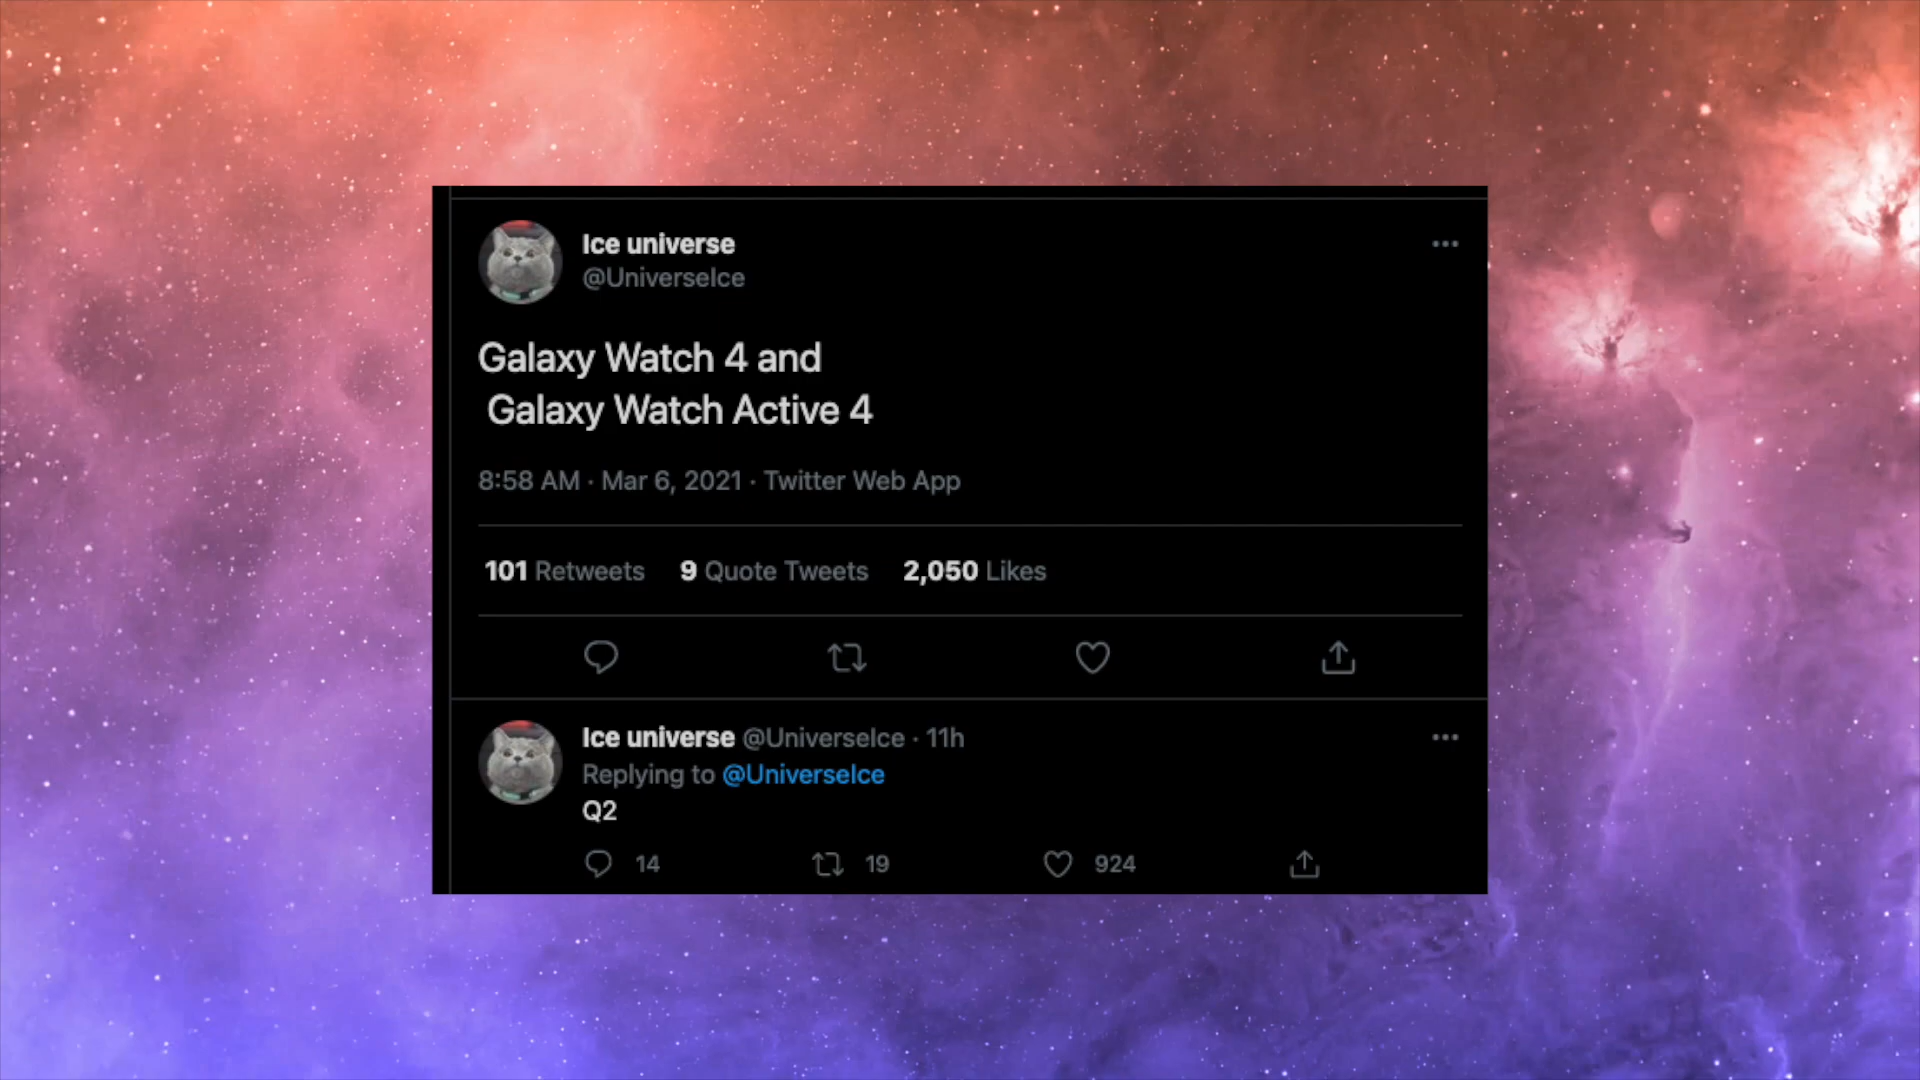 Ice universe
@UniverseIce
Galaxy Watch 4 and
Galaxy Watch Active 4
8:58 AM · Mar 6, 2021 · Twitter Web App
101 Retweets 9 Quote Tweets 2,050 Likes
Ice universe @UniverseIce · 11h
Replying to @UniverseIce
Q2
14 19 924